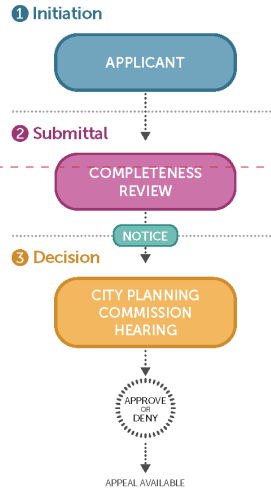 1 Initiation
APPLICANT
2 Submittal
COMPLETENESS
REVIEW
NOTICE
3 Decision
CITY PLANNING
COMMISSION
HEARING
APPROVE
OR
DENY
APPEAL AVAILABLE